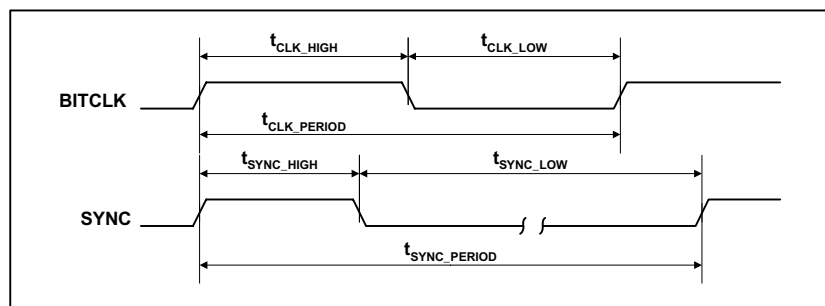 tCLK_HIGH tCLK_LOW
BITCLK
tCLK_PERIOD
tSYNC_HIGH tSYNC_LOW
SYNC
tSYNC_PERIOD